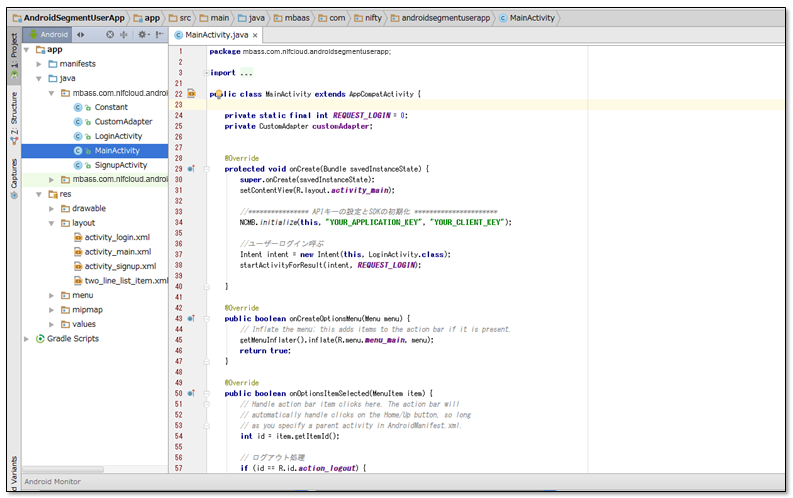 AndroidSegmentUserApp app src main java mbaas com nifty androidsegmentuserapp MainActivity
Android
MainActivity.java ×
1: Project
Z: Structure
Captures
d Variants
app
manifests
java
mbass.com.nifcloud.android
Constant
CustomAdapter
LoginActivity
MainActivity
SignupActivity
mbass.com.nifcloud.android
res
drawable
layout
activity_login.xml
activity_main.xml
activity_signup.xml
two_line_list_item.xml
menu
mipmap
values
Gradle Scripts
1 package mbass.com.nifcloud.androidsegmentuserapp;
2
3 import ...
21
22 public class MainActivity extends AppCompatActivity {
23
24 private static final int REQUEST_LOGIN = 0;
25 private CustomAdapter customAdapter;
26
27
28 @Override
29 protected void onCreate(Bundle savedInstanceState) {
30 super.onCreate(savedInstanceState);
31 setContentView(R.layout.activity_main);
32
33 //**************** APIキーの設定とSDKの初期化 **********************
34 NCMB.initialize(this, "YOUR_APPLICATION_KEY", "YOUR_CLIENT_KEY");
35
36 //ユーザーログイン呼ぶ
37 Intent intent = new Intent(this, LoginActivity.class);
38 startActivityForResult(intent, REQUEST_LOGIN);
39
40 }
41
42 @Override
43 public boolean onCreateOptionsMenu(Menu menu) {
44 // Inflate the menu; this adds items to the action bar if it is present.
45 getMenuInflater().inflate(R.menu.menu_main, menu);
46 return true;
47 }
48
49 @Override
50 public boolean onOptionsItemSelected(MenuItem item) {
51 // Handle action bar item clicks here. The action bar will
52 // automatically handle clicks on the Home/Up button, so long
53 // as you specify a parent activity in AndroidManifest.xml.
54 int id = item.getItemId();
55
56 // ログアウト処理
57 if (id == R.id.action_logout) {
Android Monitor